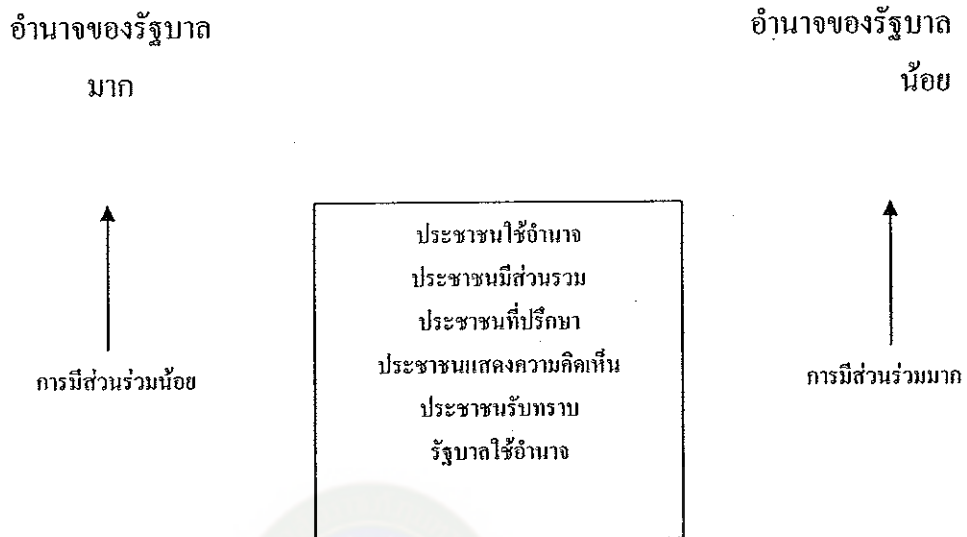 อำนาจของรัฐบาล
มาก
อำนาจของรัฐบาล
น้อย
ประชาชนใช้อำนาจ
ประชาชนมีส่วนรวม
ประชาชนที่ปรึกษา
ประชาชนแสดงความคิดเห็น
ประชาชนรับทราบ
รัฐบาลใช้อำนาจ
การมีส่วนร่วมน้อย
การมีส่วนร่วมมาก